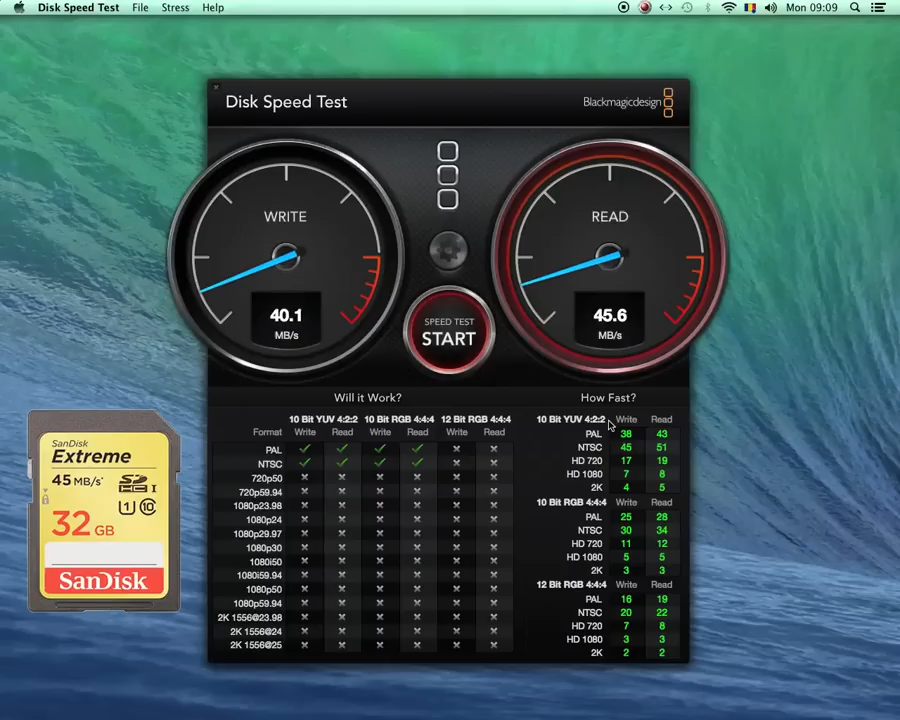 Disk Speed Test File Stress Help Mon 09:09
Disk Speed Test
Blackmagicdesign
WRITE
40.1
MB/s
READ
45.6
MB/s
SPEED TEST
START
Will it Work?
10 Bit YUV 4:2:2 10 Bit RGB 4:4:4 12 Bit RGB 4:4:4
Format Write Read Write Read Write Read
PAL
NTSC
720p50
720p59.94
1080p23.98
1080p24
1080p29.97
1080p30
1080i50
1080i59.94
1080p50
1080p59.94
2K 1556@23.98
2K 1556@24
2K 1556@25
How Fast?
10 Bit YUV 4:2:2 Write Read
PAL 38 43
NTSC 45 51
HD 720 17 19
HD 1080 7 8
2K 4 5
10 Bit RGB 4:4:4 Write Read
PAL 25 28
NTSC 30 34
HD 720 11 12
HD 1080 5 5
2K 3 3
12 Bit RGB 4:4:4 Write Read
PAL 16 19
NTSC 20 22
HD 720 7 8
HD 1080 3 3
2K 2 2
SanDisk
Extreme
45 MB/s* SDHC I
U1 10
32 GB
SanDisk